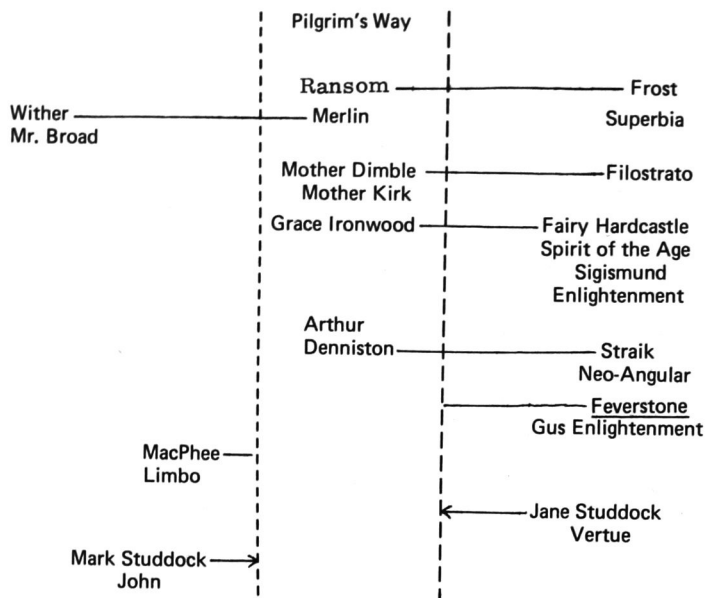 Pilgrim's Way
Ransom Frost
Wither Merlin Superbia
Mr. Broad
Mother Dimble Filostrato
Mother Kirk
Grace Ironwood Fairy Hardcastle
Spirit of the Age
Sigismund
Enlightenment
Arthur
Denniston Straik
Neo-Angular
Feverstone
Gus Enlightenment
MacPhee
Limbo
Jane Studdock
Vertue
Mark Studdock
John